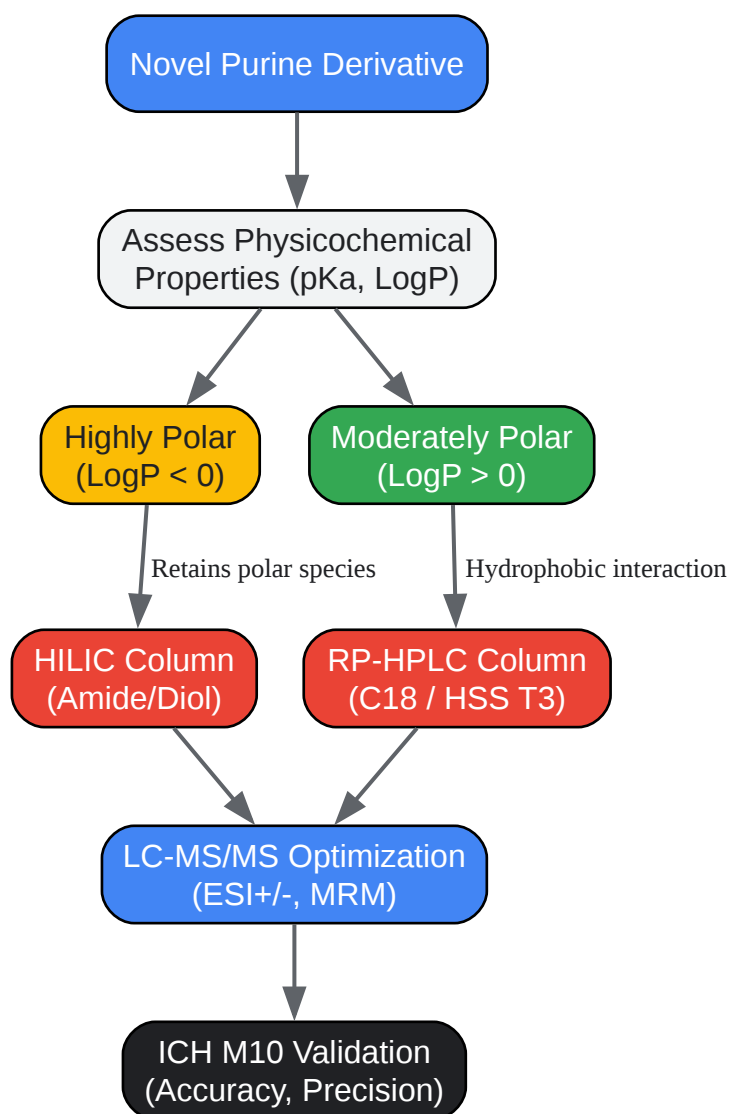 Novel Purine Derivative
Assess Physicochemical
Properties (pKa, LogP)
Highly Polar
(LogP < 0)
Moderately Polar
(LogP > 0)
Retains polar species
Hydrophobic interaction
HILIC Column
(Amide/Diol)
RP-HPLC Column
(C18 / HSS T3)
LC-MS/MS Optimization
(ESI+/-, MRM)
ICH M10 Validation
(Accuracy, Precision)